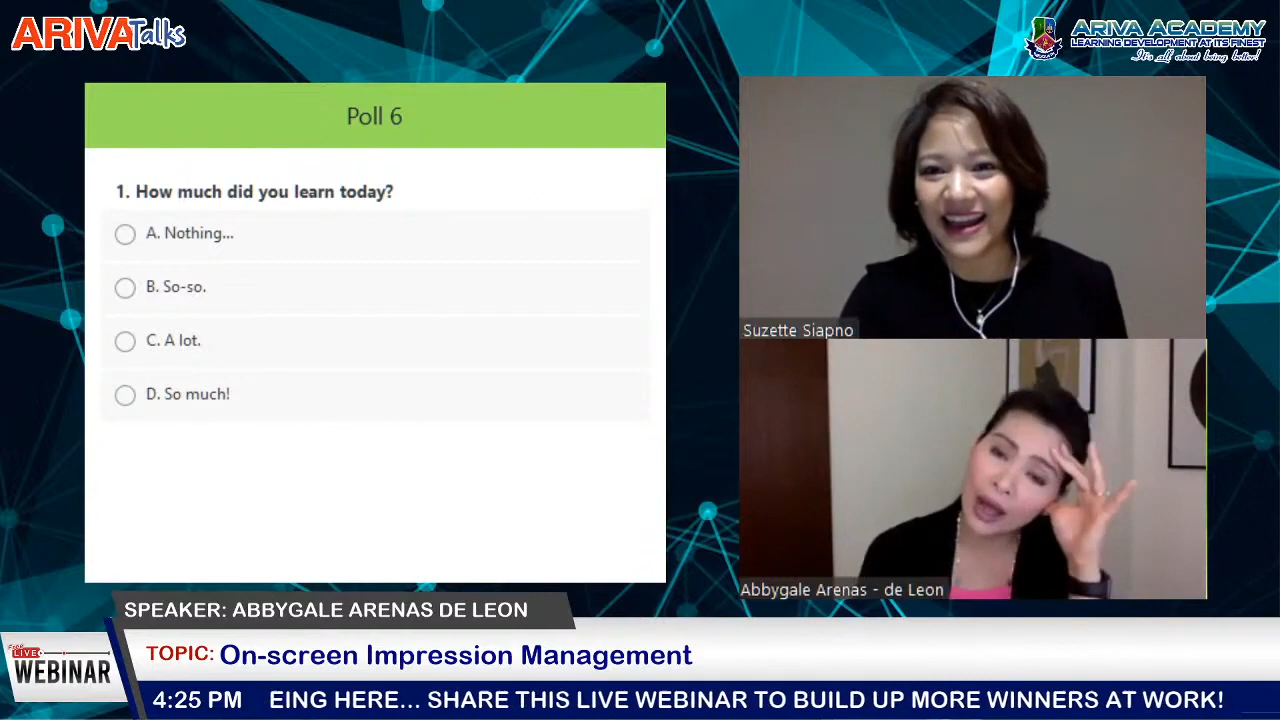 ARIVATalks
ARIVA ACADEMY
LEARNING DEVELOPMENT AT ITS FINEST
It's all about being better!
Poll 6
1. How much did you learn today?
A. Nothing...
B. So-so.
C. A lot.
D. So much!
Suzette Siapno
Abbygale Arenas - de Leon
SPEAKER: ABBYGALE ARENAS DE LEON
Free LIVE
WEBINAR
TOPIC: On-screen Impression Management
4:25 PM EING HERE... SHARE THIS LIVE WEBINAR TO BUILD UP MORE WINNERS AT WORK!